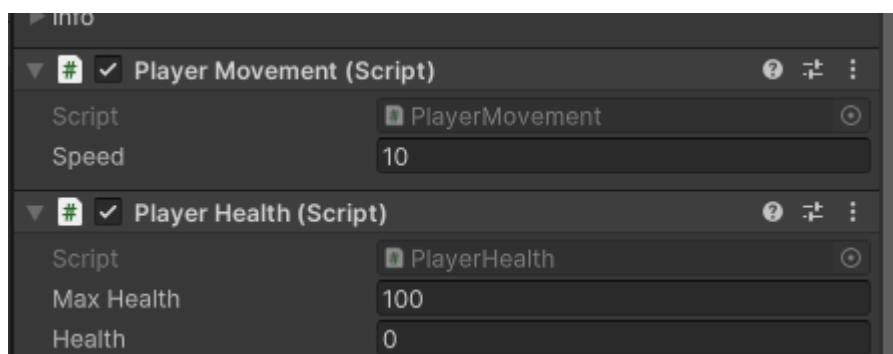 Info
# Player Movement (Script)
Script # PlayerMovement
Speed 10
# Player Health (Script)
Script # PlayerHealth
Max Health 100
Health 0